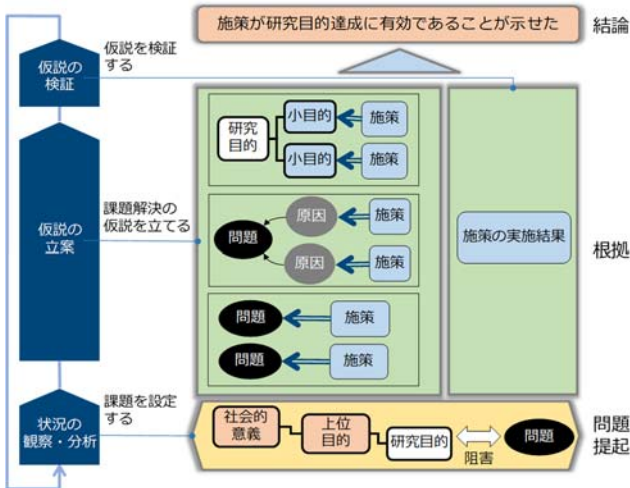 施策が研究目的達成に有効であることが示せた
結論
仮説の
検証
仮説を検証
する
研究
目的
小目的
施策
小目的
施策
仮説の
立案
課題解決の
仮説を立てる
問題
原因
施策
原因
施策
施策の実施結果
根拠
問題
施策
問題
施策
状況の
観察・分析
課題を設定
する
社会的
意義
上位
目的
研究目的
阻害
問題
問題
提起